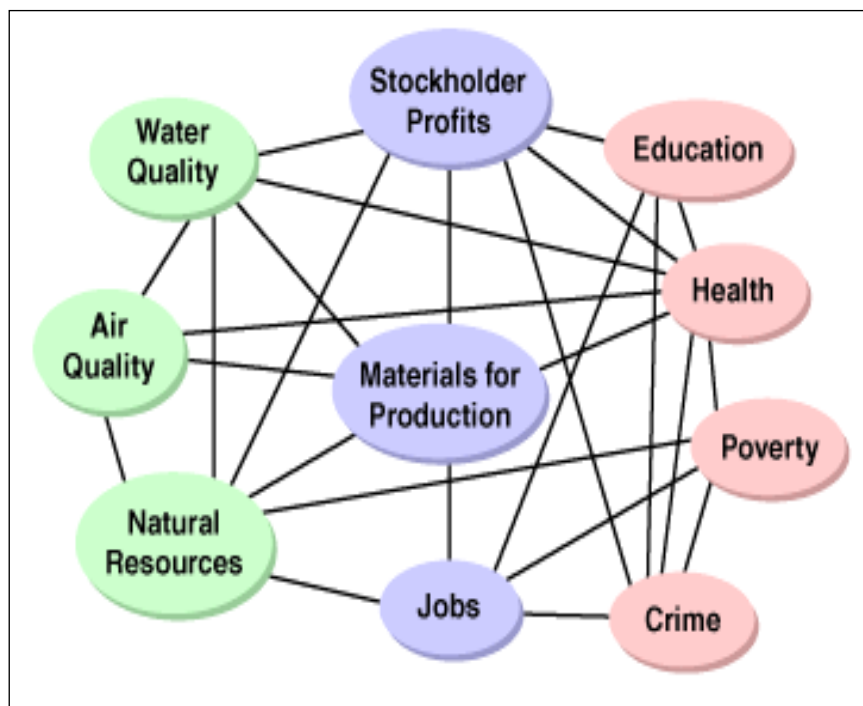 Stockholder
Profits
Water
Quality
Education
Health
Air
Quality
Materials for
Production
Poverty
Natural
Resources
Jobs
Crime